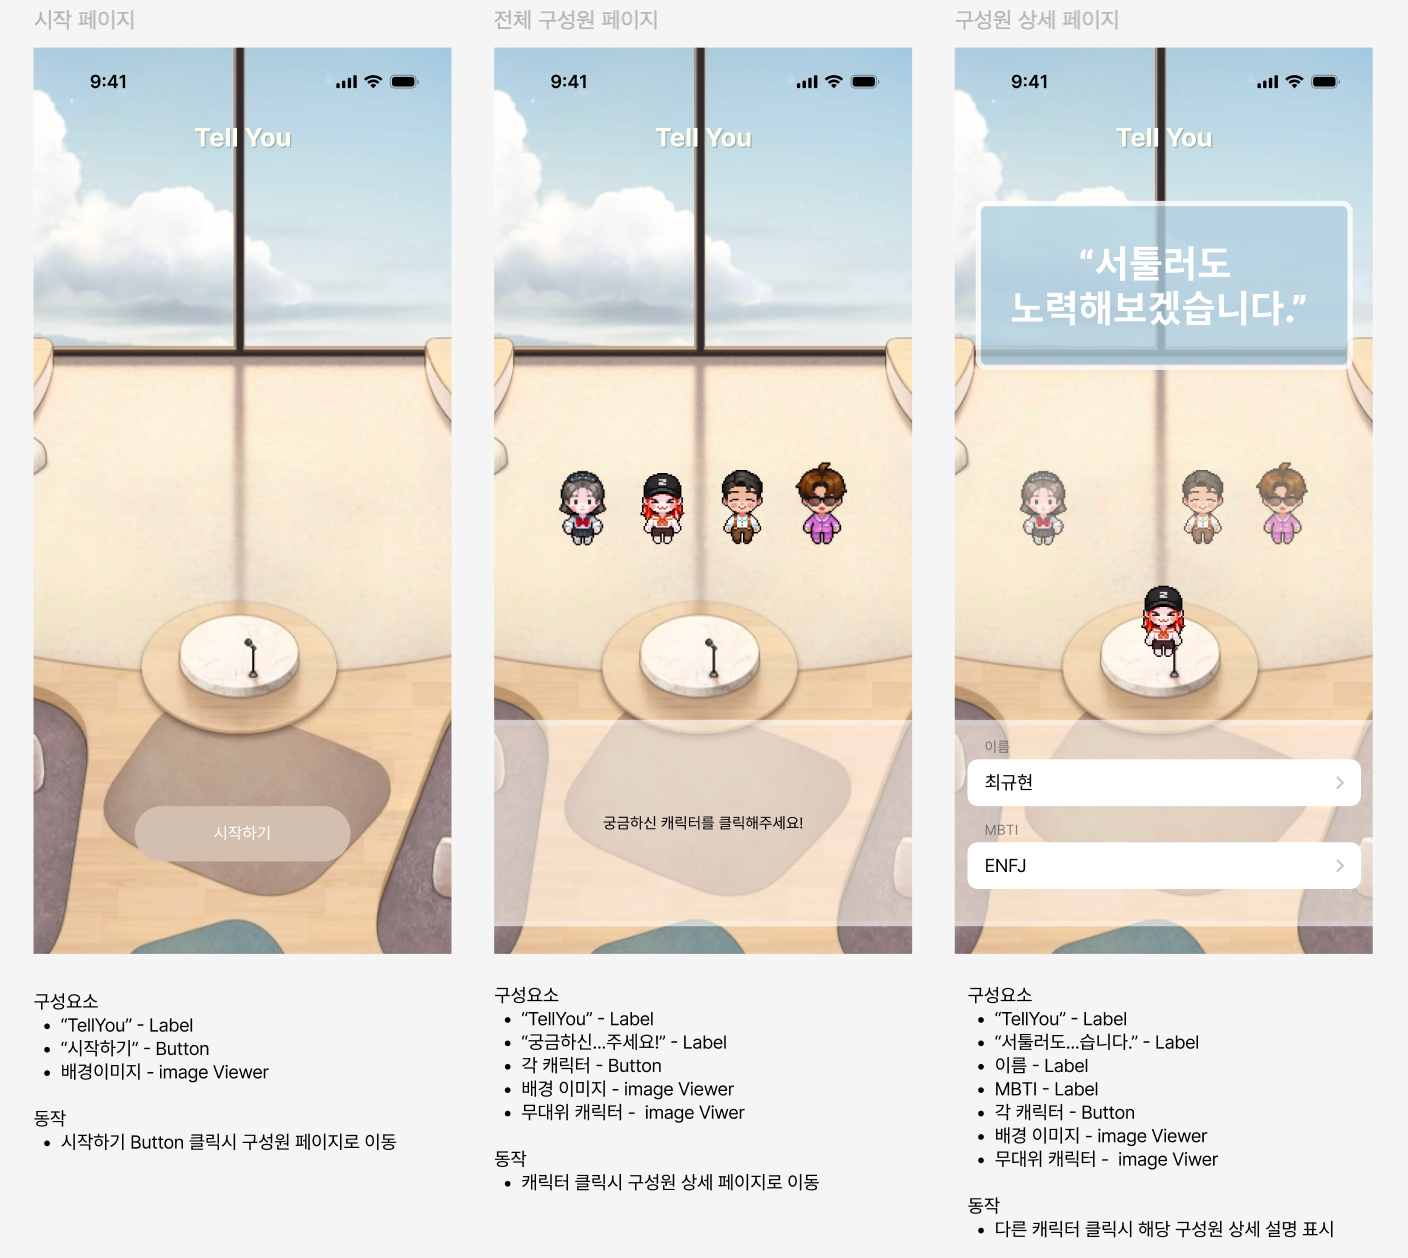 시작 페이지
9:41
Tell You
시작하기
구성요소
• “TellYou” - Label
• “시작하기” - Button
• 배경이미지 - image Viewer
동작
• 시작하기 Button 클릭시 구성원 페이지로 이동
전체 구성원 페이지
9:41
Tell You
궁금하신 캐릭터를 클릭해주세요!
구성요소
• “TellYou” - Label
• “궁금하신...주세요!” - Label
• 각 캐릭터 - Button
• 배경 이미지 - image Viewer
• 무대위 캐릭터 - image Viwer
동작
• 캐릭터 클릭시 구성원 상세 페이지로 이동
구성원 상세 페이지
9:41
Tell You
“서툴러도
노력해보겠습니다.”
이름
최규현
MBTI
ENFJ
구성요소
• “TellYou” - Label
• “서툴러도...습니다.” - Label
• 이름 - Label
• MBTI - Label
• 각 캐릭터 - Button
• 배경 이미지 - image Viewer
• 무대위 캐릭터 - image Viwer
동작
• 다른 캐릭터 클릭시 해당 구성원 상세 설명 표시